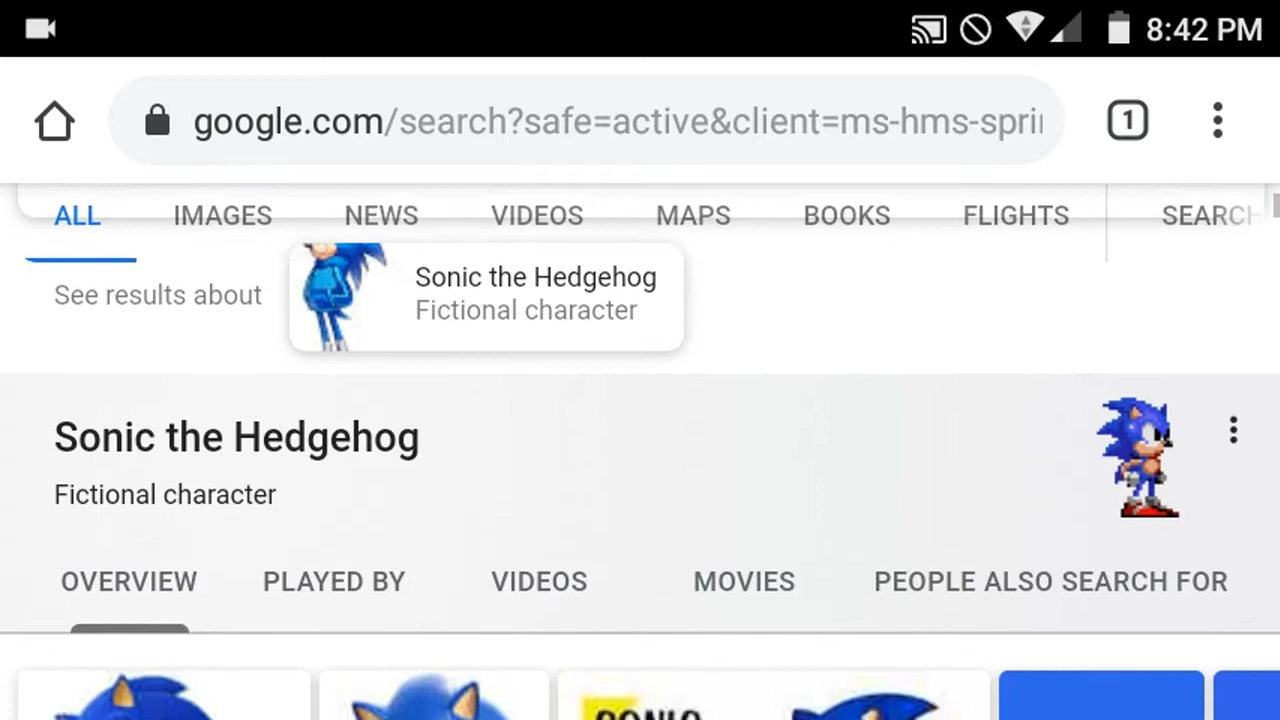 8:42 PM
google.com/search?safe=active&client=ms-hms-sprin
1
ALL IMAGES NEWS VIDEOS MAPS BOOKS FLIGHTS SEARCH
See results about
Sonic the Hedgehog
Fictional character
Sonic the Hedgehog
Fictional character
OVERVIEW PLAYED BY VIDEOS MOVIES PEOPLE ALSO SEARCH FOR
SONIC